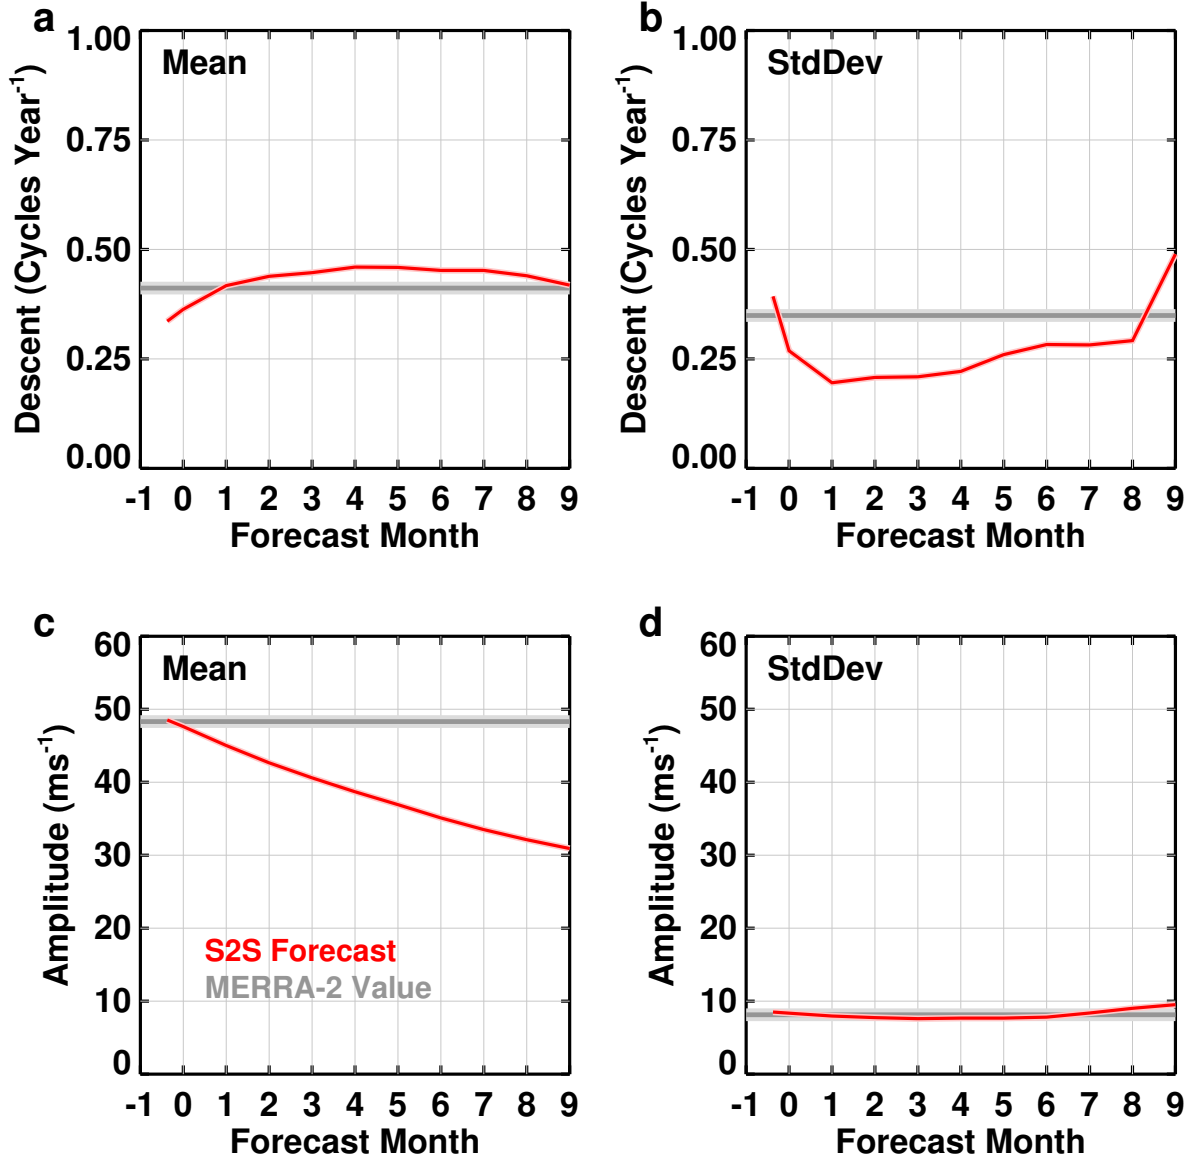 a
Mean
1.00
0.75
0.50
0.25
0.00
Descent (Cycles Year-1)
-1 0 1 2 3 4 5 6 7 8 9
Forecast Month
b
StdDev
1.00
0.75
0.50
0.25
0.00
Descent (Cycles Year-1)
-1 0 1 2 3 4 5 6 7 8 9
Forecast Month
c
Mean
60
50
40
30
20
10
0
Amplitude (ms-1)
S2S Forecast
MERRA-2 Value
-1 0 1 2 3 4 5 6 7 8 9
Forecast Month
d
StdDev
60
50
40
30
20
10
0
Amplitude (ms-1)
-1 0 1 2 3 4 5 6 7 8 9
Forecast Month